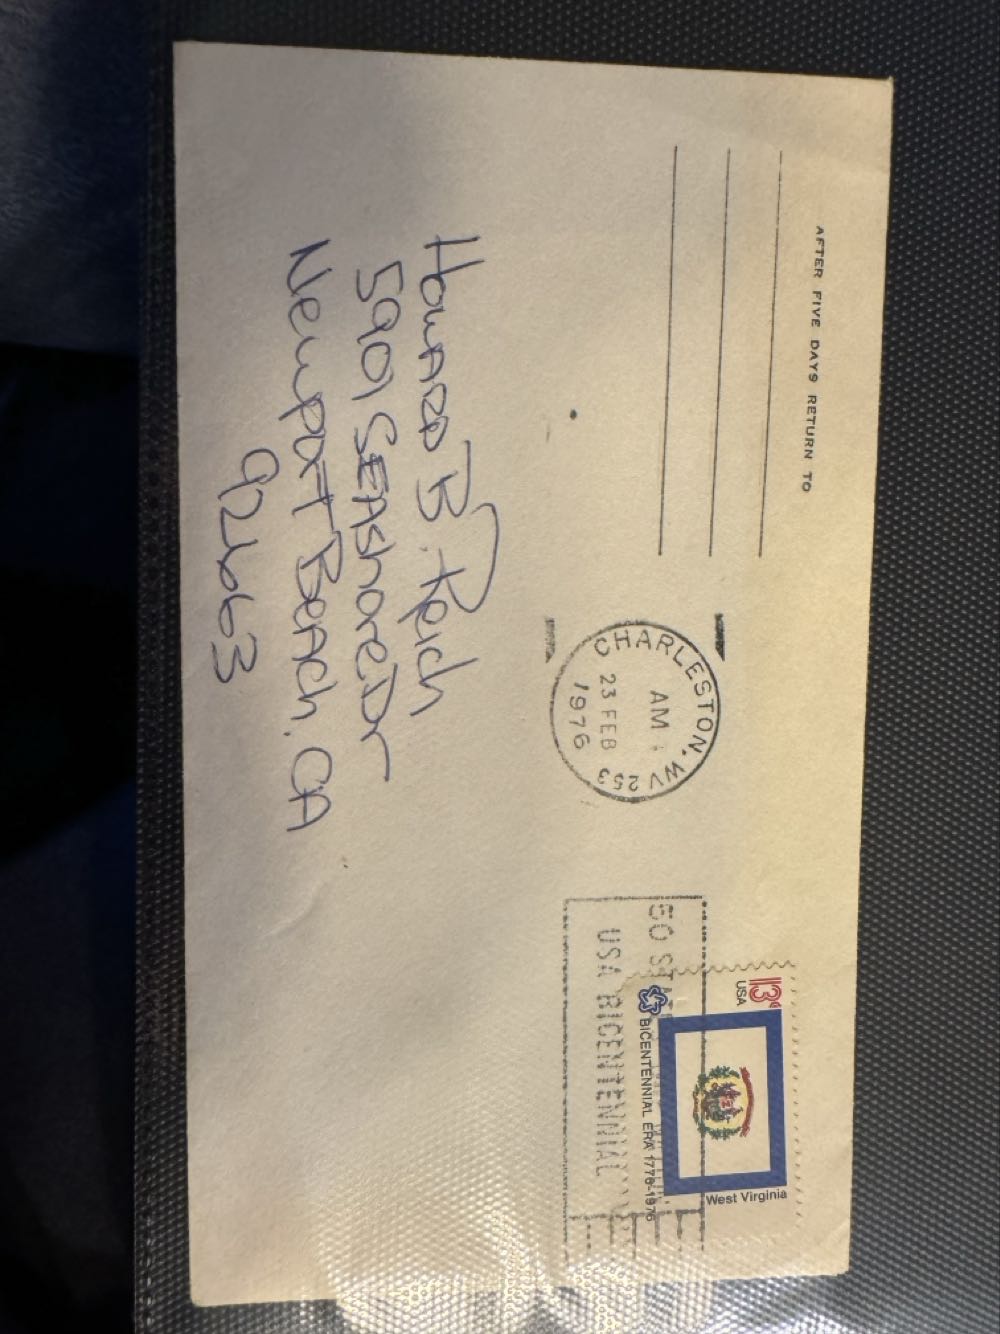 AFTER FIVE DAYS RETURN TO
CHARLESTON, WV 253
AM
23 FEB
1976
13¢
USA
West Virginia
BICENTENNIAL ERA 1776-1976
50 
USA BICENTENNIAL
Howard B. Reich
5901 Seashore Dr
Newport Beach, CA
92663